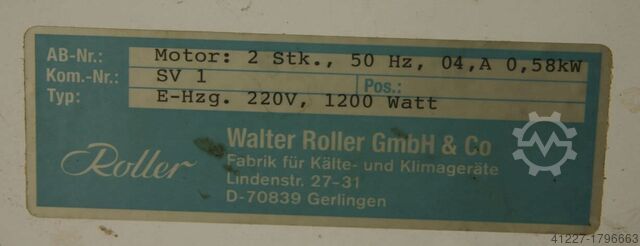 AB-Nr.: Motor: 2 Stk., 50 Hz, 04,A 0,58kW
Kom.-Nr.: SV 1 Pos.:
Typ: E-Hzg. 220V, 1200 Watt
Roller
Walter Roller GmbH & Co
Fabrik für Kälte- und Klimageräte
Lindenstr. 27-31
D-70839 Gerlingen
41227-1796663